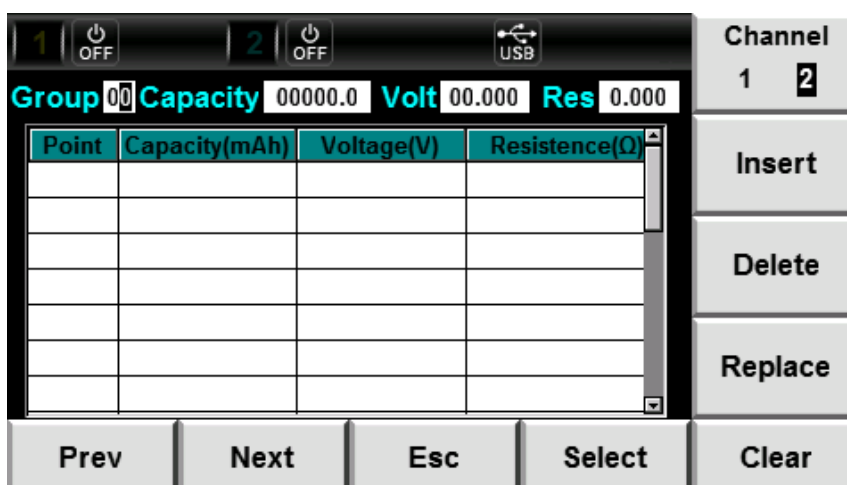 1 OFF 2 OFF USB
Channel
1 2
Group 00 Capacity 00000.0 Volt 00.000 Res 0.000
Point Capacity(mAh) Voltage(V) Resistence(Ω)
Insert
Delete
Replace
Prev Next Esc Select Clear